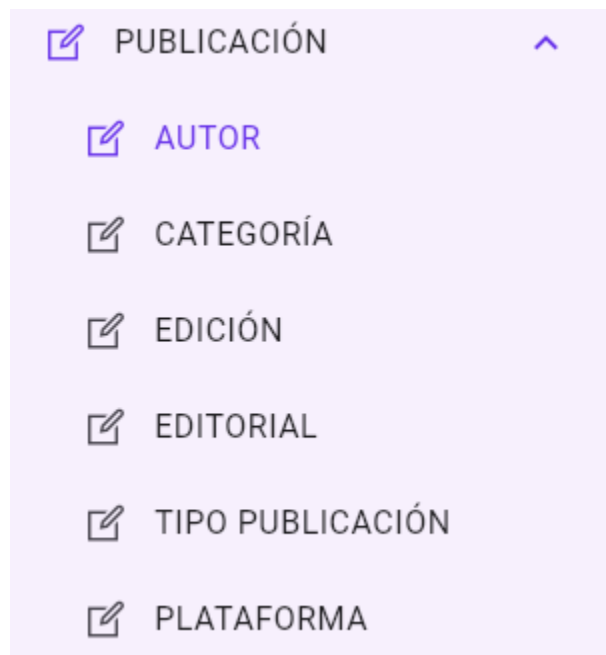 PUBLICACIÓN
AUTOR
CATEGORÍA
EDICIÓN
EDITORIAL
TIPO PUBLICACIÓN
PLATAFORMA